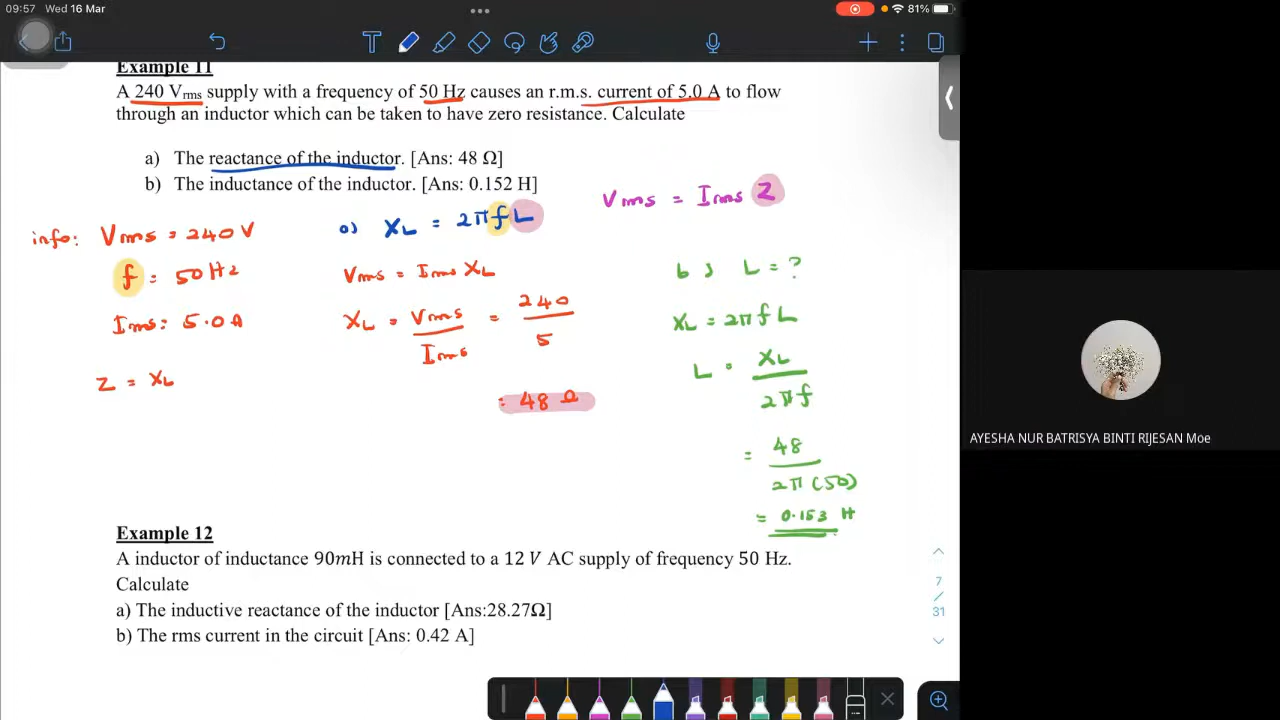 09:57 Wed 16 Mar
81%
Example 11
A 240 Vrms supply with a frequency of 50 Hz causes an r.m.s. current of 5.0 A to flow
through an inductor which can be taken to have zero resistance. Calculate
a) The reactance of the inductor. [Ans: 48 Ω]
b) The inductance of the inductor. [Ans: 0.152 H]
Vrms = Irms Z
info: Vrms = 240 V
f = 50 Hz
Irms: 5.0 A
Z = XL
a) XL = 2πfL
Vrms = Irms XL
XL = Vrms / Irms = 240 / 5
= 48 Ω
b) L = ?
XL = 2πfL
L = XL / 2πf
= 48 / 2π(50)
= 0.153 H
Example 12
A inductor of inductance 90mH is connected to a 12 V AC supply of frequency 50 Hz.
Calculate
a) The inductive reactance of the inductor [Ans:28.27Ω]
b) The rms current in the circuit [Ans: 0.42 A]
7
/
31
AYESHA NUR BATRISYA BINTI RIJESAN Moe